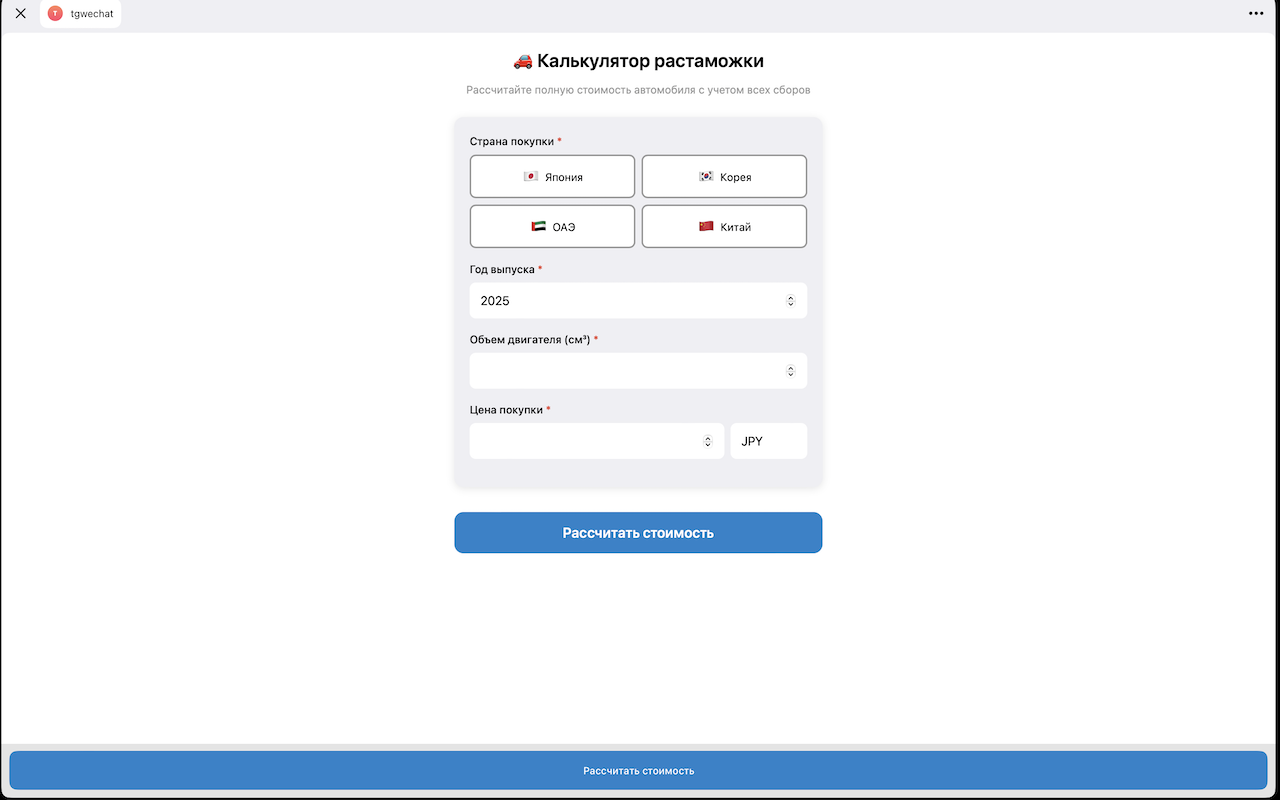 T tgwechat
🚗 Калькулятор растаможки
Рассчитайте полную стоимость автомобиля с учетом всех сборов
Страна покупки *
🇯🇵 Япония
🇰🇷 Корея
🇦🇪 ОАЭ
🇨🇳 Китай
Год выпуска *
2025
Объем двигателя (см³) *
Цена покупки *
JPY
Рассчитать стоимость
Рассчитать стоимость